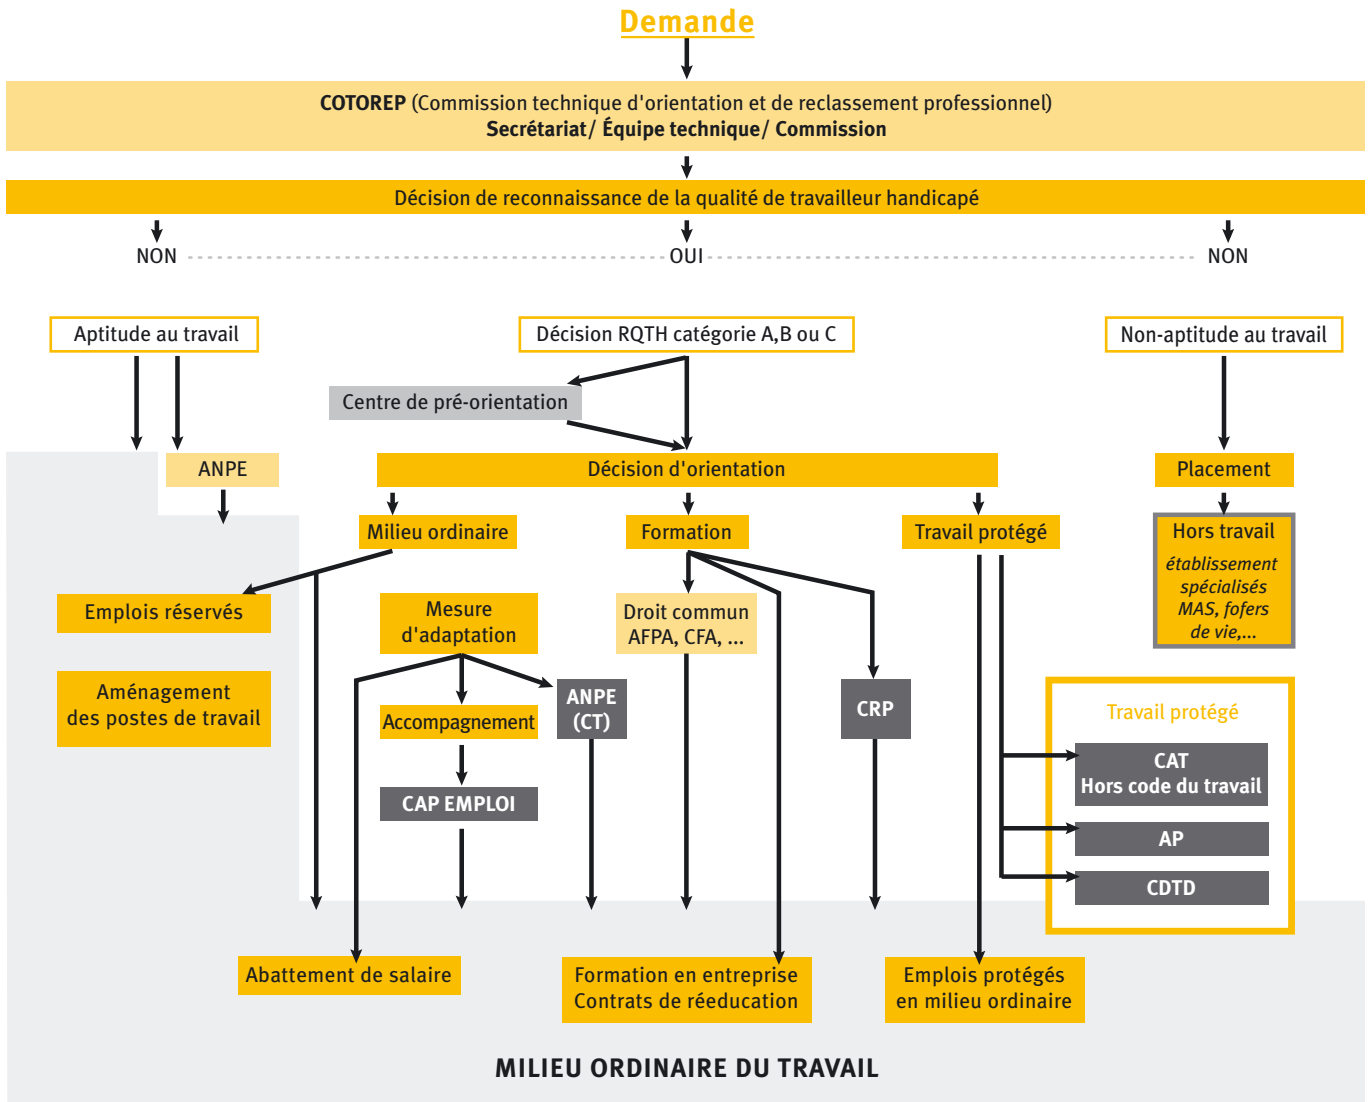 Demande
COTOREP (Commission technique d'orientation et de reclassement professionnel)
Secrétariat/ Équipe technique/ Commission
Décision de reconnaissance de la qualité de travailleur handicapé
NON
OUI
NON
Aptitude au travail
Décision RQTH catégorie A,B ou C
Non-aptitude au travail
Centre de pré-orientation
ANPE
Décision d'orientation
Placement
Milieu ordinaire
Formation
Travail protégé
Hors travail
établissement
spécialisés
MAS, fofers
de vie,...
Emplois réservés
Mesure
d'adaptation
Droit commun
AFPA, CFA, ...
Aménagement
des postes de travail
Accompagnement
ANPE
(CT)
CRP
Travail protégé
CAP EMPLOI
CAT
Hors code du travail
AP
CDTD
Abattement de salaire
Formation en entreprise
Contrats de rééducation
Emplois protégés
en milieu ordinaire
MILIEU ORDINAIRE DU TRAVAIL